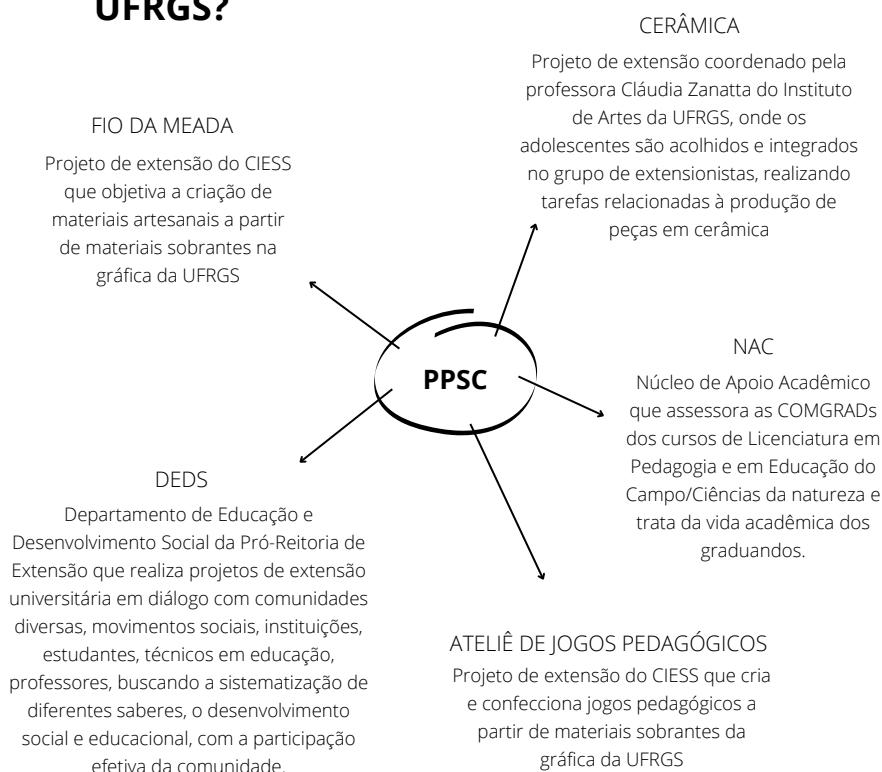 UFRGS?
FIO DA MEADA
Projeto de extensão do CIESS
que objetiva a criação de
materiais artesanais a partir
de materiais sobrantes na
gráfica da UFRGS
CERÂMICA
Projeto de extensão coordenado pela
professora Cláudia Zanatta do Instituto
de Artes da UFRGS, onde os
adolescentes são acolhidos e integrados
no grupo de extensionistas, realizando
tarefas relacionadas à produção de
peças em cerâmica
PPSC
NAC
Núcleo de Apoio Acadêmico
que assessora as COMGRADs
dos cursos de Licenciatura em
Pedagogia e em Educação do
Campo/Ciências da natureza e
trata da vida acadêmica dos
graduandos.
DEDS
Departamento de Educação e
Desenvolvimento Social da Pró-Reitoria de
Extensão que realiza projetos de extensão
universitária em diálogo com comunidades
diversas, movimentos sociais, instituições,
estudantes, técnicos em educação,
professores, buscando a sistematização de
diferentes saberes, o desenvolvimento
social e educacional, com a participação
efetiva da comunidade.
ATELIÊ DE JOGOS PEDAGÓGICOS
Projeto de extensão do CIESS que cria
e confecciona jogos pedagógicos a
partir de materiais sobrantes da
gráfica da UFRGS